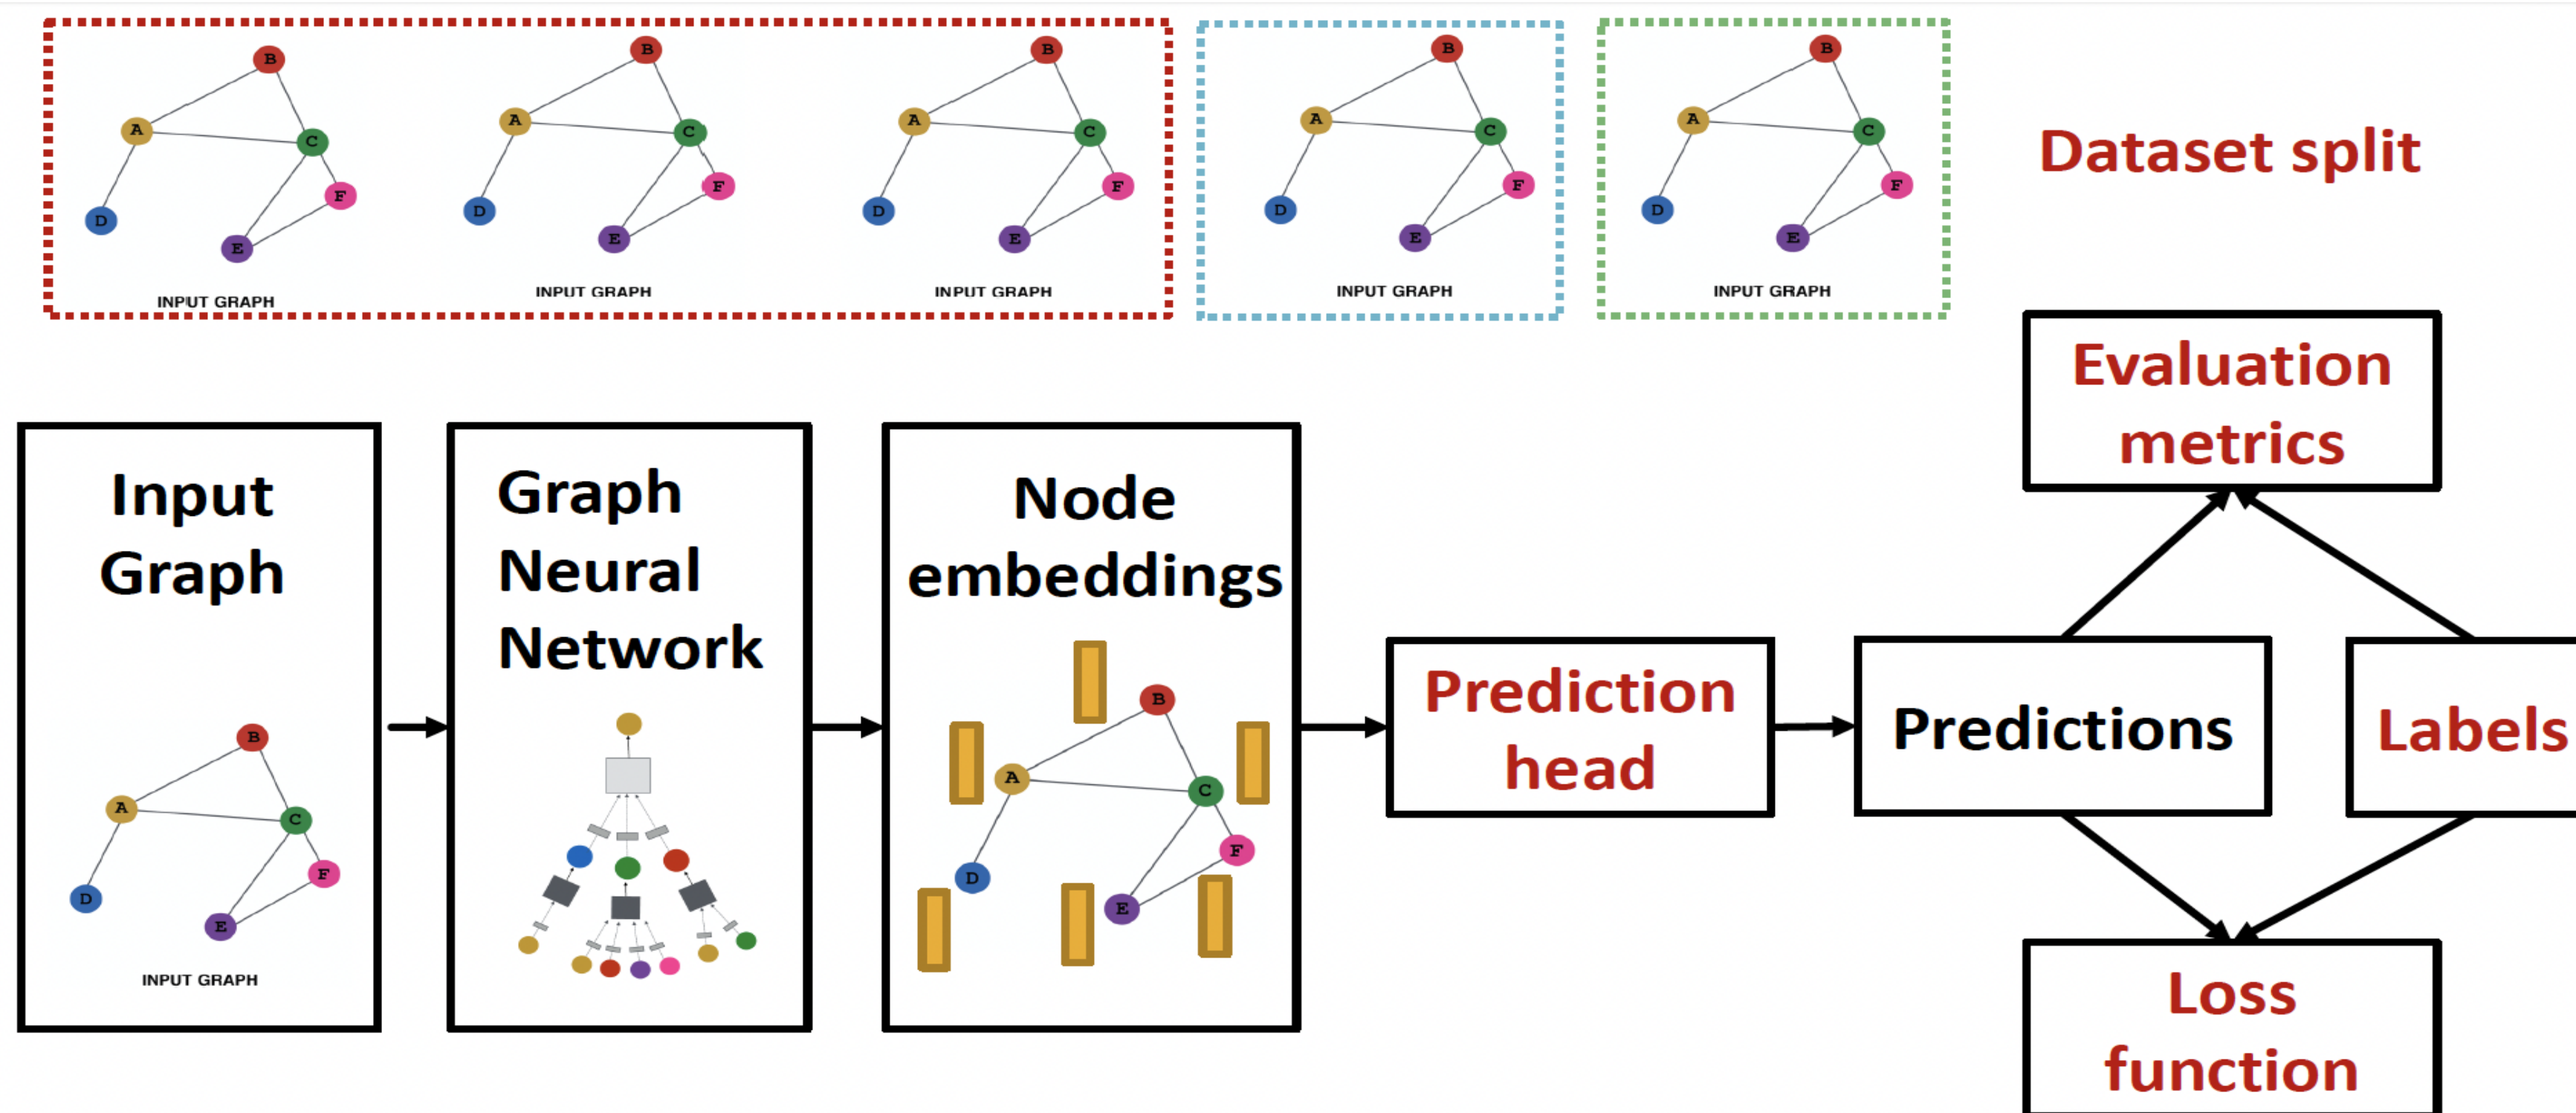 B
A
C
F
D
E
INPUT GRAPH
B
A
C
F
D
E
INPUT GRAPH
B
A
C
F
D
E
INPUT GRAPH
B
A
C
F
D
E
INPUT GRAPH
B
A
C
F
D
E
INPUT GRAPH
Dataset split
Input
Graph
B
A
C
F
D
E
INPUT GRAPH
Graph
Neural
Network
Node
embeddings
B
A
C
F
D
E
Prediction
head
Predictions
Labels
Evaluation
metrics
Loss
function